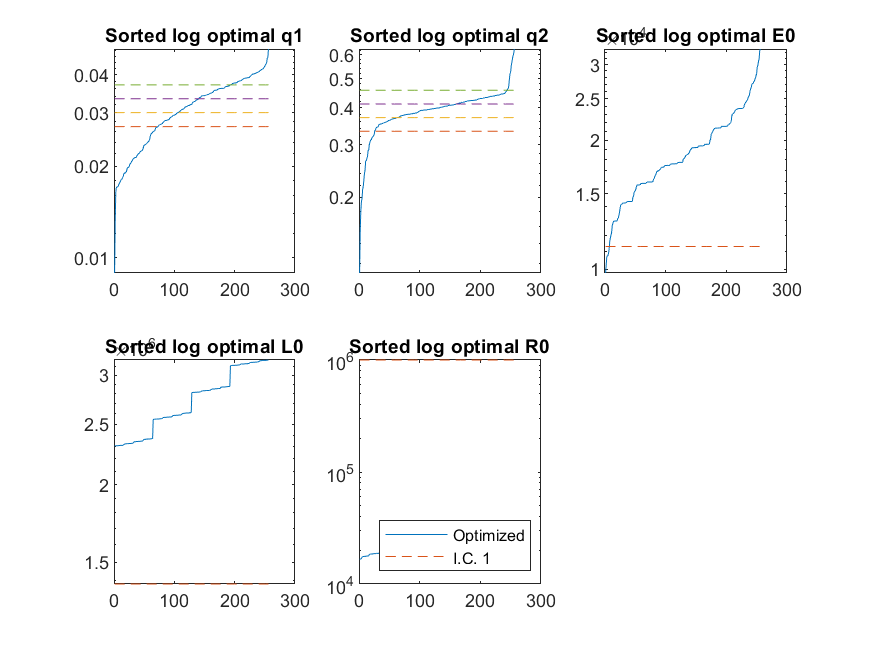 Sorted log optimal q1
0.04
0.03
0.02
0.01
0 100 200 300
Sorted log optimal q2
0.6
0.5
0.4
0.3
0.2
0 100 200 300
Sorted log optimal E0
×10^4
3
2.5
2
1.5
1
0 100 200 300
Sorted log optimal L0
×10^6
3
2.5
2
1.5
0 100 200 300
Sorted log optimal R0
10^6
10^5
10^4
Optimized
I.C. 1
0 100 200 300